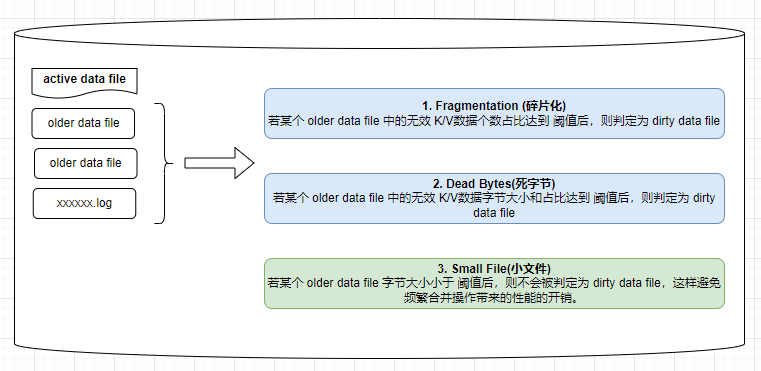 active data file
older data file
older data file
xxxxxx.log
1. Fragmentation (碎片化)
若某个 older data file 中的无效 K/V数据个数占比达到 阈值后，则判定为 dirty data file
2. Dead Bytes(死字节)
若某个 older data file 中的无效 K/V数据字节大小和占比达到 阈值后，则判定为 dirty
data file
3. Small File(小文件)
若某个 older data file 字节大小小于 阈值后，则不会被判定为 dirty data file，这样避免
频繁合并操作带来的性能的开销。